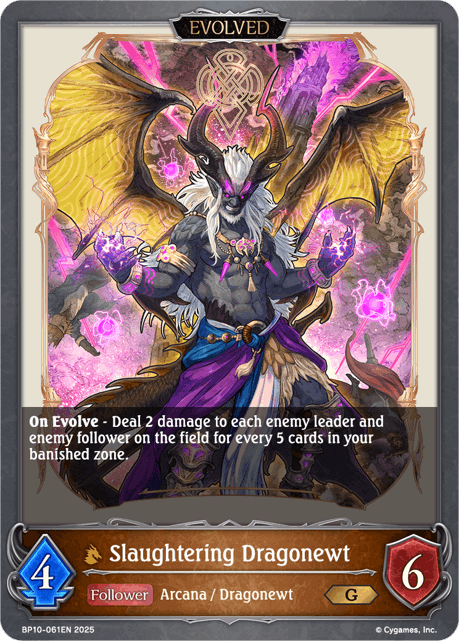 EVOLVED
On Evolve - Deal 2 damage to each enemy leader and
enemy follower on the field for every 5 cards in your
banished zone.
Slaughtering Dragonewt
4
Follower Arcana / Dragonewt G
6
BP10-061EN 2025 © Cygames, Inc.